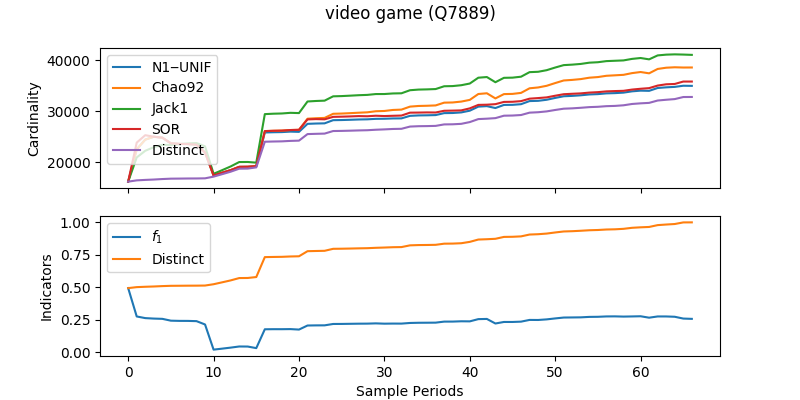 video game (Q7889)
Cardinality
40000
30000
20000
N1−UNIF
Chao92
Jack1
SOR
Distinct
Indicators
1.00
0.75
0.50
0.25
0.00
f₁
Distinct
0 10 20 30 40 50 60
Sample Periods